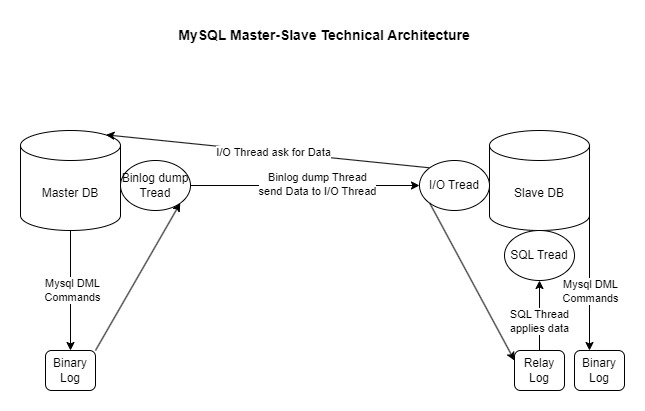 MySQL Master-Slave Technical Architecture
I/O Thread ask for Data
Master DB
Binlog dump
Tread
Binlog dump Thread
send Data to I/O Thread
I/O Tread
Slave DB
SQL Tread
Mysql DML
Commands
Mysql DML
Commands
SQL Thread
applies data
Binary
Log
Relay
Log
Binary
Log